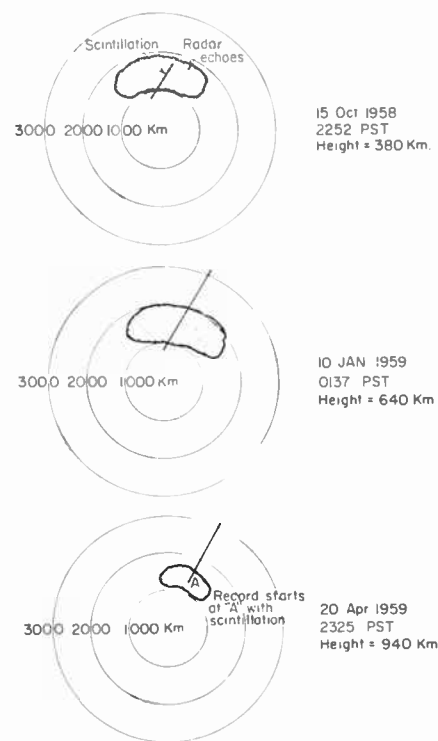 Scintillation
Radar
echoes
3000 2000 1000 Km
15 Oct 1958
2252 PST
Height = 380 Km.
3000 2000 1000 Km
10 JAN 1959
0137 PST
Height = 640 KM
A
Record starts
at "A" with
scintillation
3000 2000 1000 Km
20 Apr 1959
2325 PST
Height = 940 Km